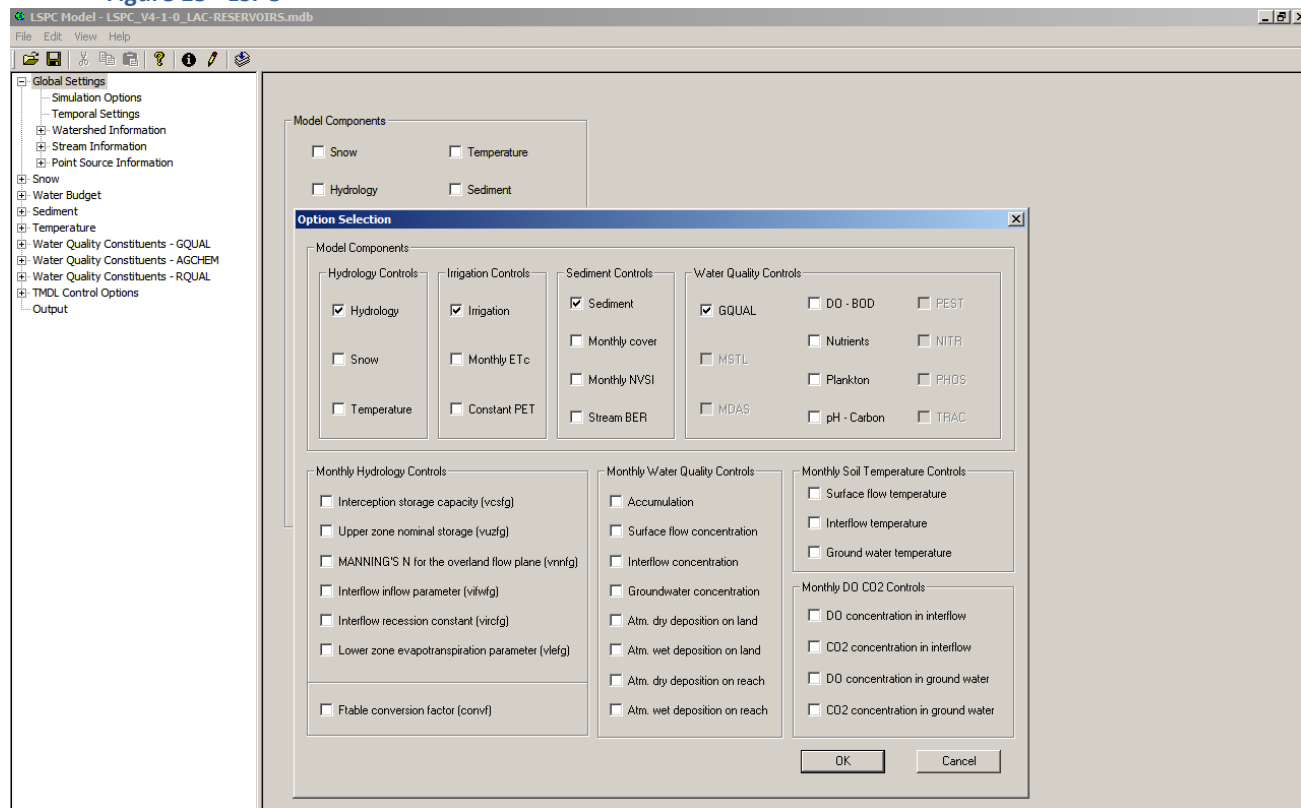 LSPC Model - LSPC_V4-1-0_LAC-RESERVOIRS.mdb
File Edit View Help
Global Settings
Simulation Options
Temporal Settings
Watershed Information
Stream Information
Point Source Information
Snow
Water Budget
Sediment
Temperature
Water Quality Constituents - GQUAL
Water Quality Constituents - AGCHEM
Water Quality Constituents - RQUAL
TMDL Control Options
Output
Model Components
Snow Temperature
Hydrology Sediment
Option Selection
Model Components
Hydrology Controls
Hydrology
Snow
Temperature
Irrigation Controls
Irrigation
Monthly ETc
Constant PET
Sediment Controls
Sediment
Monthly cover
Monthly NVSI
Stream BER
Water Quality Controls
GQUAL
MSTL
MDAS
DO - BOD
Nutrients
Plankton
pH - Carbon
PEST
NITR
PHOS
TRAC
Monthly Hydrology Controls
Interception storage capacity (vcsfg)
Upper zone nominal storage (vuzfg)
MANNING'S N for the overland flow plane (vnnfg)
Interflow inflow parameter (vifwfg)
Interflow recession constant (vircfg)
Lower zone evapotranspiration parameter (vlefg)
Ftable conversion factor (convf)
Monthly Water Quality Controls
Accumulation
Surface flow concentration
Interflow concentration
Groundwater concentration
Atm. dry deposition on land
Atm. wet deposition on land
Atm. dry deposition on reach
Atm. wet deposition on reach
Monthly Soil Temperature Controls
Surface flow temperature
Interflow temperature
Ground water temperature
Monthly DO CO2 Controls
DO concentration in interflow
CO2 concentration in interflow
DO concentration in ground water
CO2 concentration in ground water
OK Cancel